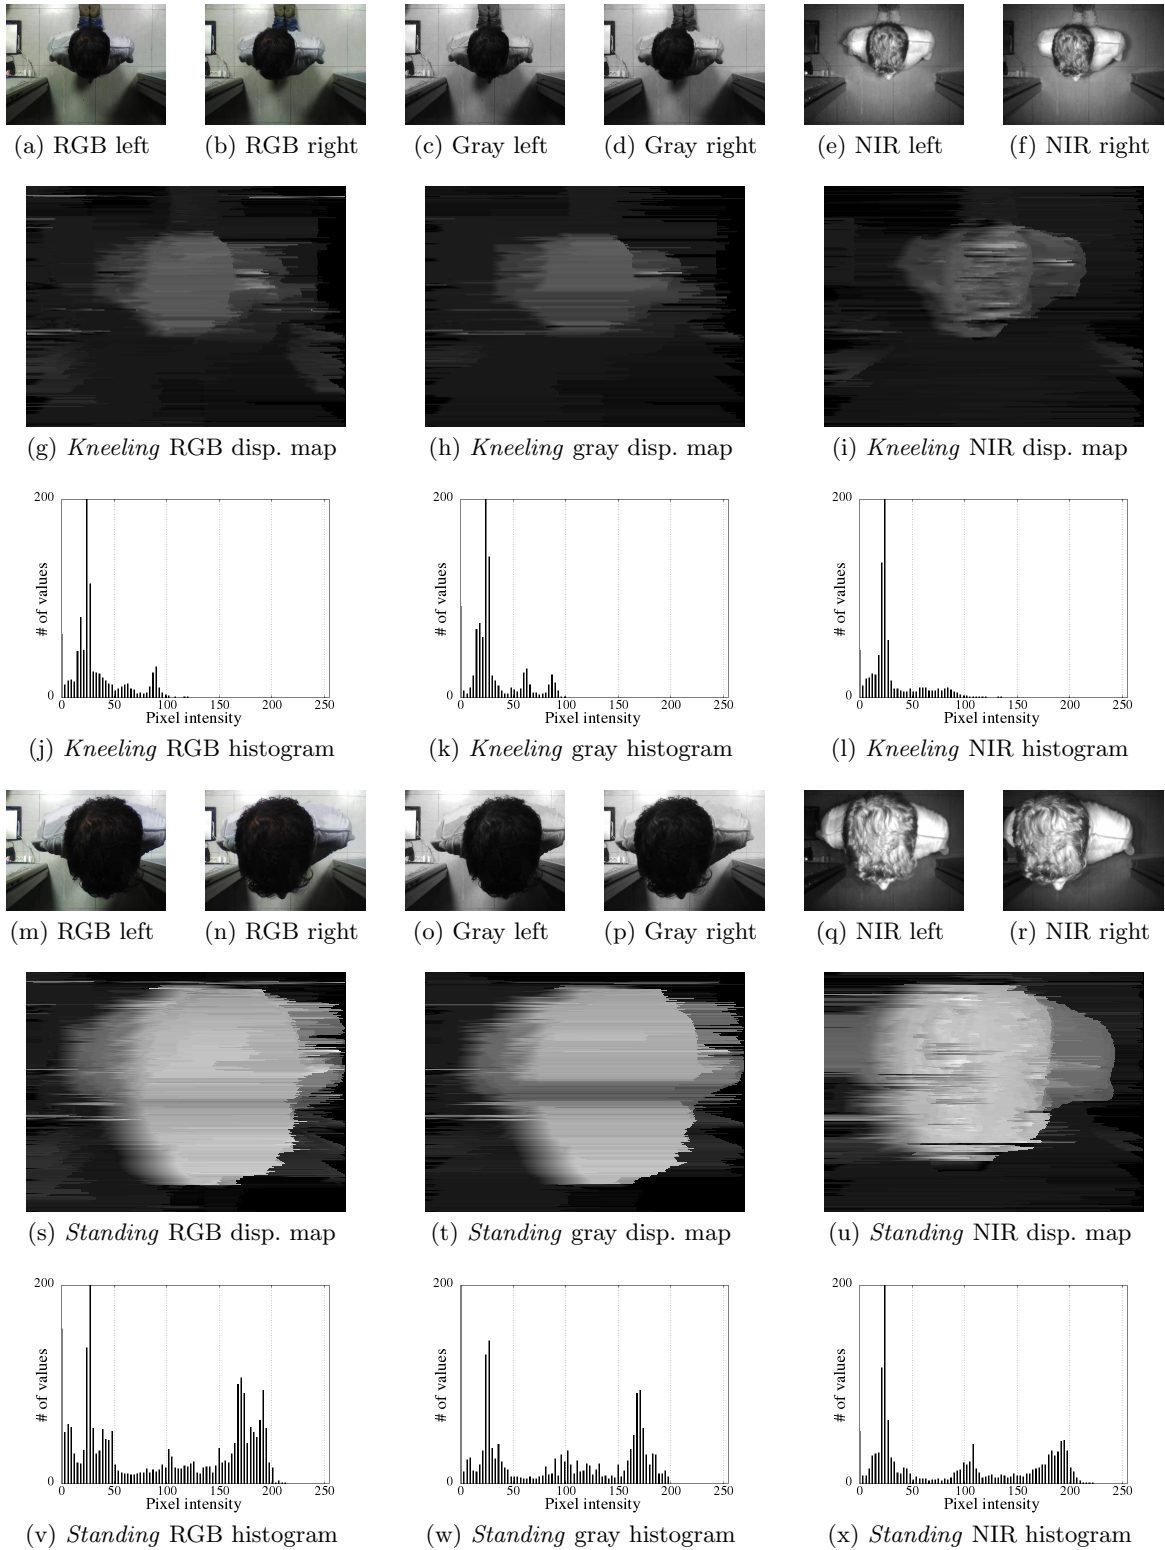 (a) RGB left (b) RGB right (c) Gray left (d) Gray right (e) NIR left (f) NIR right
(g) Kneeling RGB disp. map (h) Kneeling gray disp. map (i) Kneeling NIR disp. map
200
# of values
0
0 50 100 150 200 250
Pixel intensity
200
# of values
0
0 50 100 150 200 250
Pixel intensity
200
# of values
0
0 50 100 150 200 250
Pixel intensity
(j) Kneeling RGB histogram (k) Kneeling gray histogram (l) Kneeling NIR histogram
(m) RGB left (n) RGB right (o) Gray left (p) Gray right (q) NIR left (r) NIR right
(s) Standing RGB disp. map (t) Standing gray disp. map (u) Standing NIR disp. map
200
# of values
0
0 50 100 150 200 250
Pixel intensity
200
# of values
0
0 50 100 150 200 250
Pixel intensity
200
# of values
0
0 50 100 150 200 250
Pixel intensity
(v) Standing RGB histogram (w) Standing gray histogram (x) Standing NIR histogram